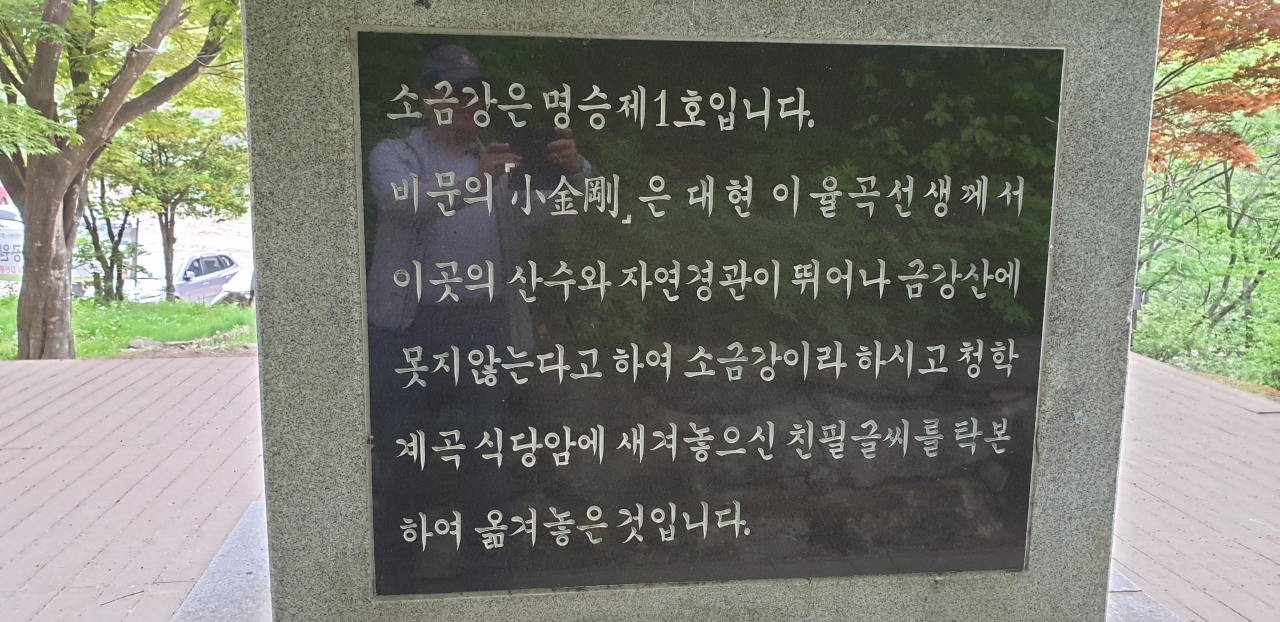 소금강은 명승제1호입니다.
비문의 「小金剛」은 대현 이율곡선생께서
이곳의 산수와 자연경관이 뛰어나 금강산에
못지않는다고 하여 소금강이라 하시고 청학
계곡 식당암에 새겨놓으신 친필글씨를 탁본
하여 옮겨놓은 것입니다.